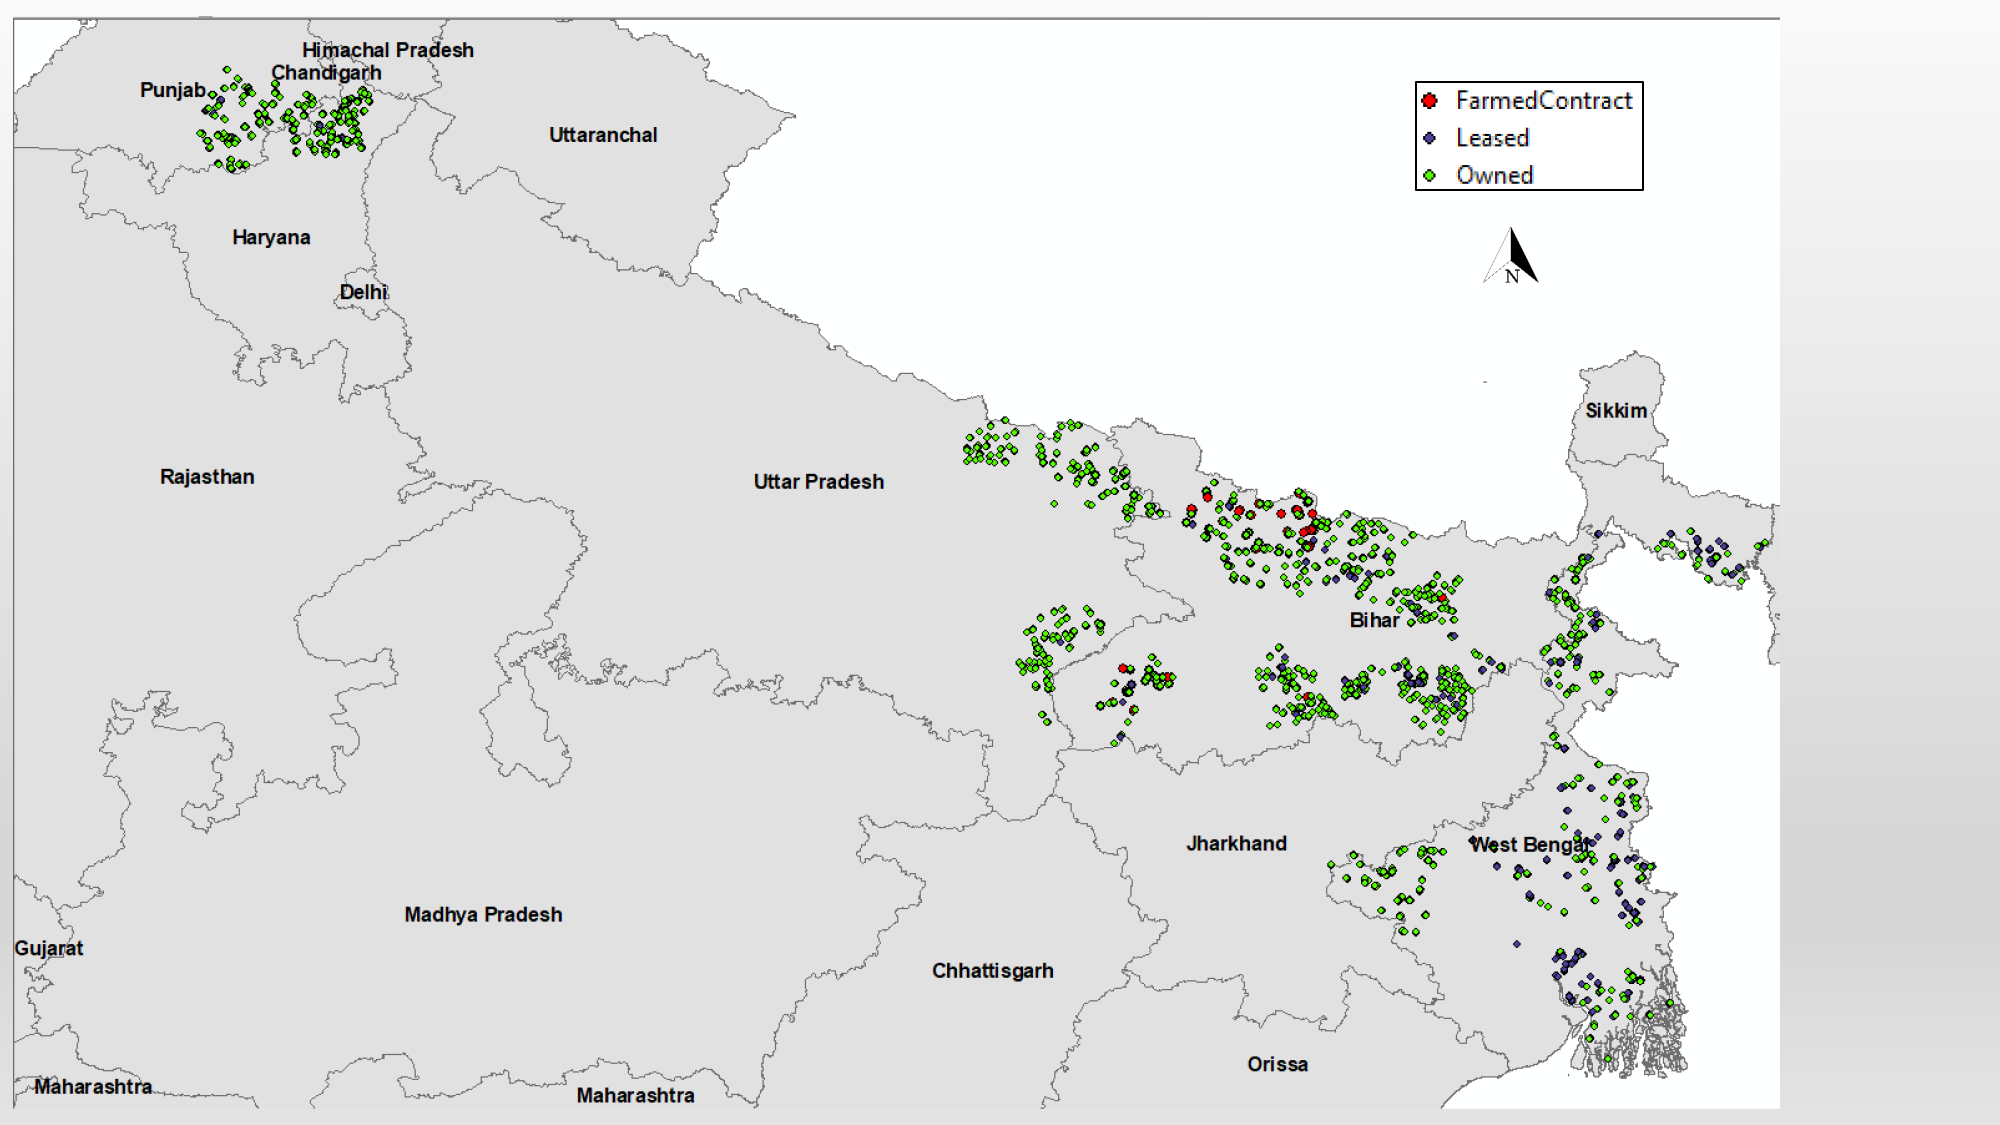 Himachal Pradesh
Chandigarh
Punjab
Uttaranchal
FarmedContract
Leased
Owned
Haryana
N
Delhi
Sikkim
Rajasthan
Uttar Pradesh
Bihar
Jharkhand
West Bengal
Madhya Pradesh
Gujarat
Chhattisgarh
Orissa
Maharashtra
Maharashtra